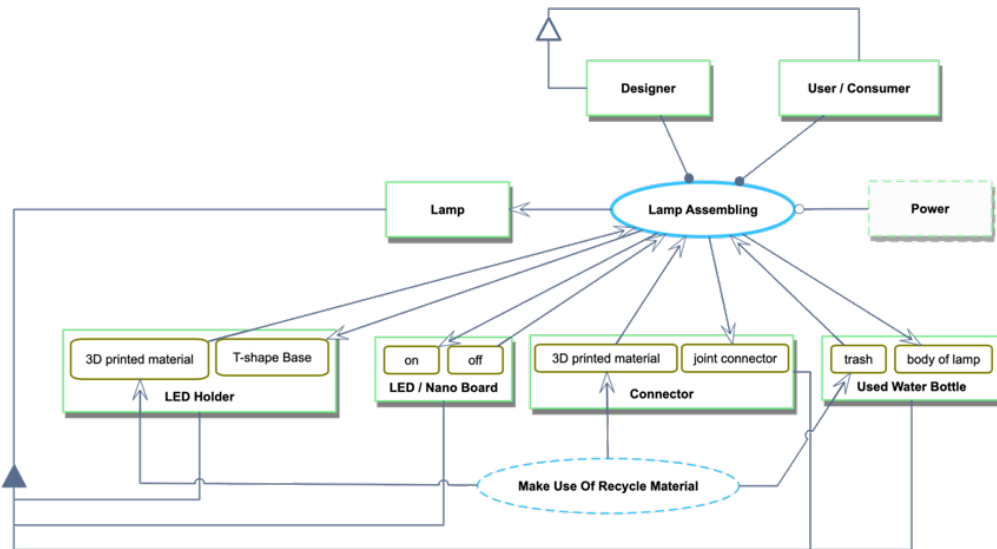 Designer
User / Consumer
Lamp
Lamp Assembling
Power
3D printed material
T-shape Base
LED Holder
on
off
LED / Nano Board
3D printed material
joint connector
Connector
trash
body of lamp
Used Water Bottle
Make Use Of Recycle Material